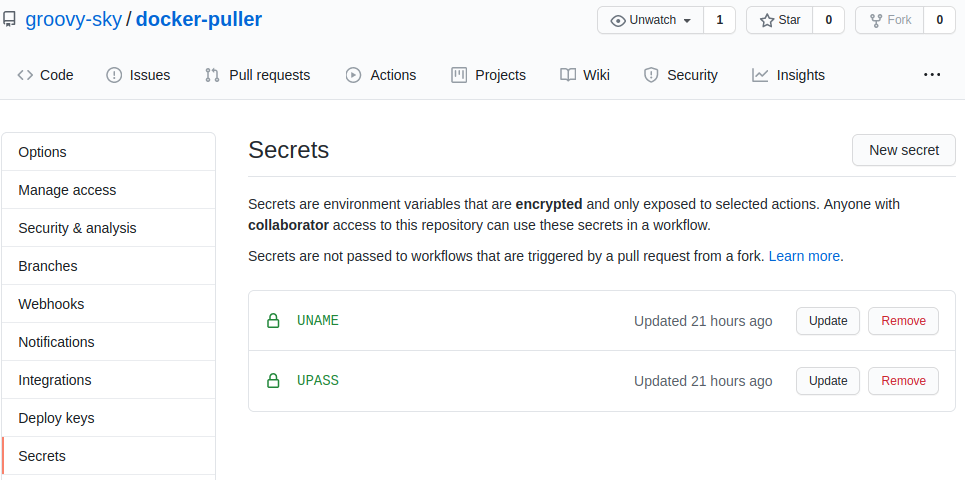 groovy-sky / docker-puller
Unwatch 1 Star 0 Fork 0
Code Issues Pull requests Actions Projects Wiki Security Insights
Options
Manage access
Security & analysis
Branches
Webhooks
Notifications
Integrations
Deploy keys
Secrets
Secrets New secret
Secrets are environment variables that are encrypted and only exposed to selected actions. Anyone with
collaborator access to this repository can use these secrets in a workflow.
Secrets are not passed to workflows that are triggered by a pull request from a fork. Learn more.
UNAME Updated 21 hours ago Update Remove
UPASS Updated 21 hours ago Update Remove